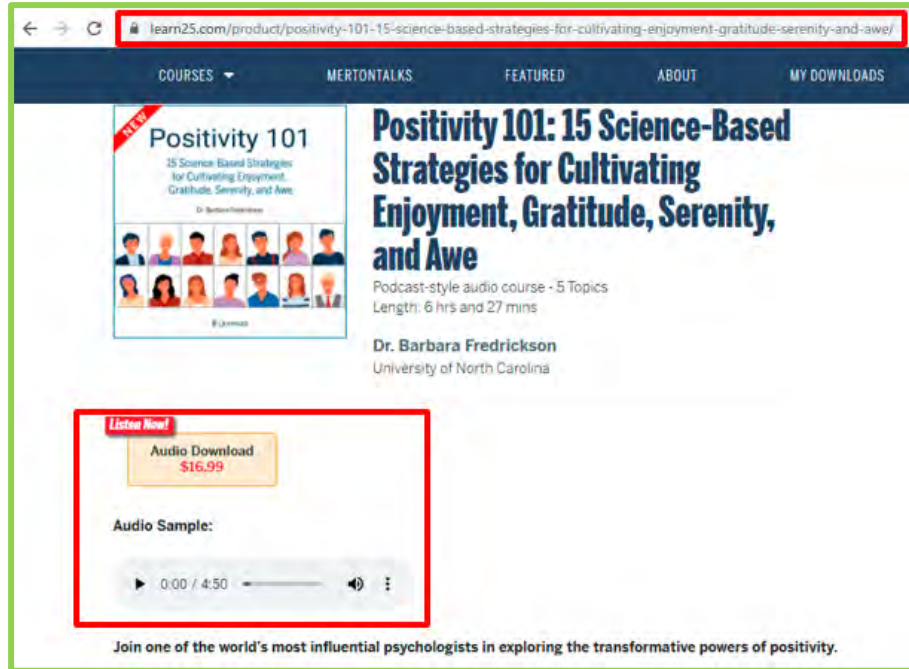 learn25.com/product/positivity-101-15-science-based-strategies-for-cultivating-enjoyment-gratitude-serenity-and-awe/
COURSES MERTONTALKS FEATURED ABOUT MY DOWNLOADS
NEW
Positivity 101
15 Science-Based Strategies
for Cultivating Enjoyment,
Gratitude, Serenity, and Awe
Dr. Barbara Fredrickson
Positivity 101: 15 Science-Based
Strategies for Cultivating
Enjoyment, Gratitude, Serenity,
and Awe
Podcast-style audio course - 5 Topics
Length: 6 hrs and 27 mins
Dr. Barbara Fredrickson
University of North Carolina
Listen Now!
Audio Download
$16.99
Audio Sample:
0:00 / 4:50
Join one of the world's most influential psychologists in exploring the transformative powers of positivity.